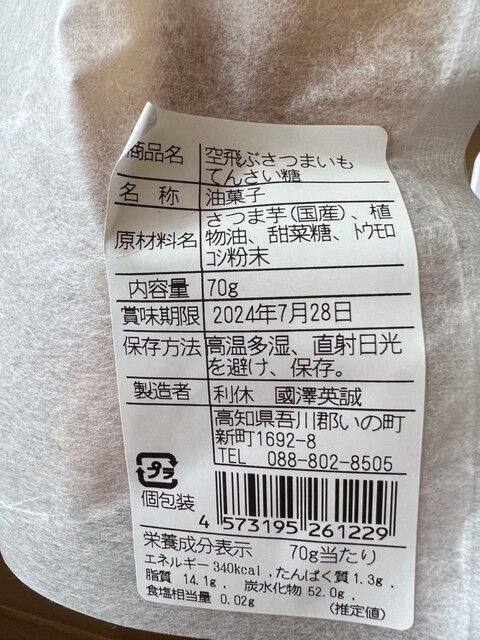 商品名 空飛ぶさつまいも
てんさい糖
名 称 油菓子
原材料名 さつま芋(国産)、植
物油、甜菜糖、トウモロ
コシ粉末
内容量 70g
賞味期限 2024年7月28日
保存方法 高温多湿、直射日光
を避け、保存。
製造者 利休 國澤英誠
高知県吾川郡いの町
新町1692-8
TEL 088-802-8505
プラ
個包装
4 573195 261229
栄養成分表示 70g当たり
エネルギー 340kcal ,たんぱく質 1.3g ,
脂質 14.1g , 炭水化物 52.0g ,
食塩相当量 0.02g (推定値)